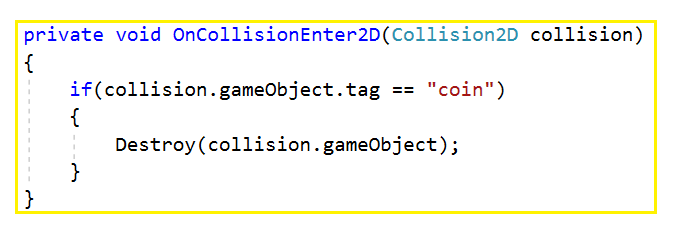 private void OnCollisionEnter2D(Collision2D collision)
{
    if(collision.gameObject.tag == "coin")
    {
        Destroy(collision.gameObject);
    }
}